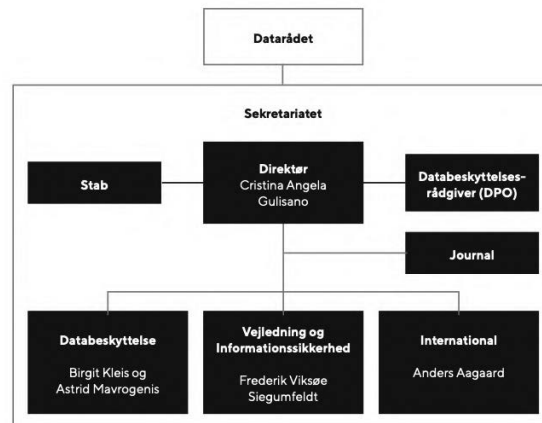 Datarådet
Sekretariatet
Direktør
Cristina Angela
Gulisano
Stab
Databeskyttelses-
rådgiver (DPO)
Journal
Databeskyttelse
Birgit Kleis og
Astrid Mavrogenis
Vejledning og
Informationssikkerhed
Frederik Viksøe
Siegumfeldt
International
Anders Aagaard